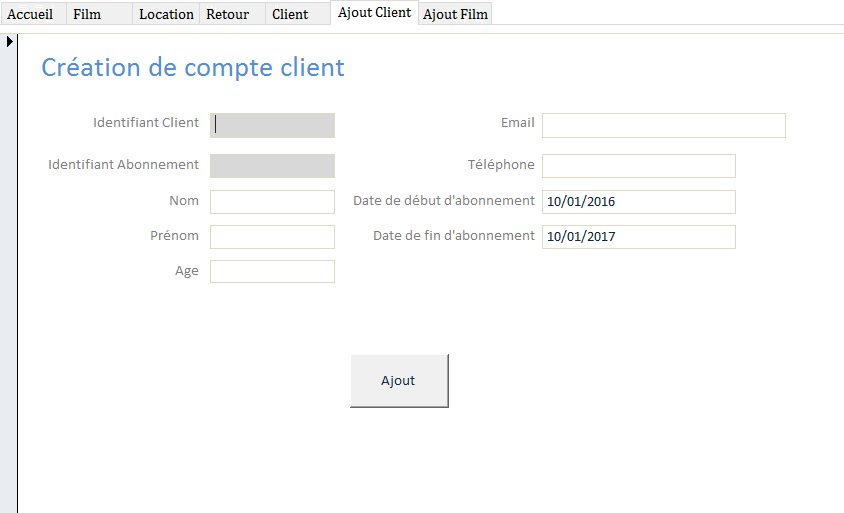 Accueil Film Location Retour Client Ajout Client Ajout Film
Création de compte client
Identifiant Client
Email
Identifiant Abonnement
Téléphone
Nom
Date de début d'abonnement 10/01/2016
Prénom
Date de fin d'abonnement 10/01/2017
Age
Ajout